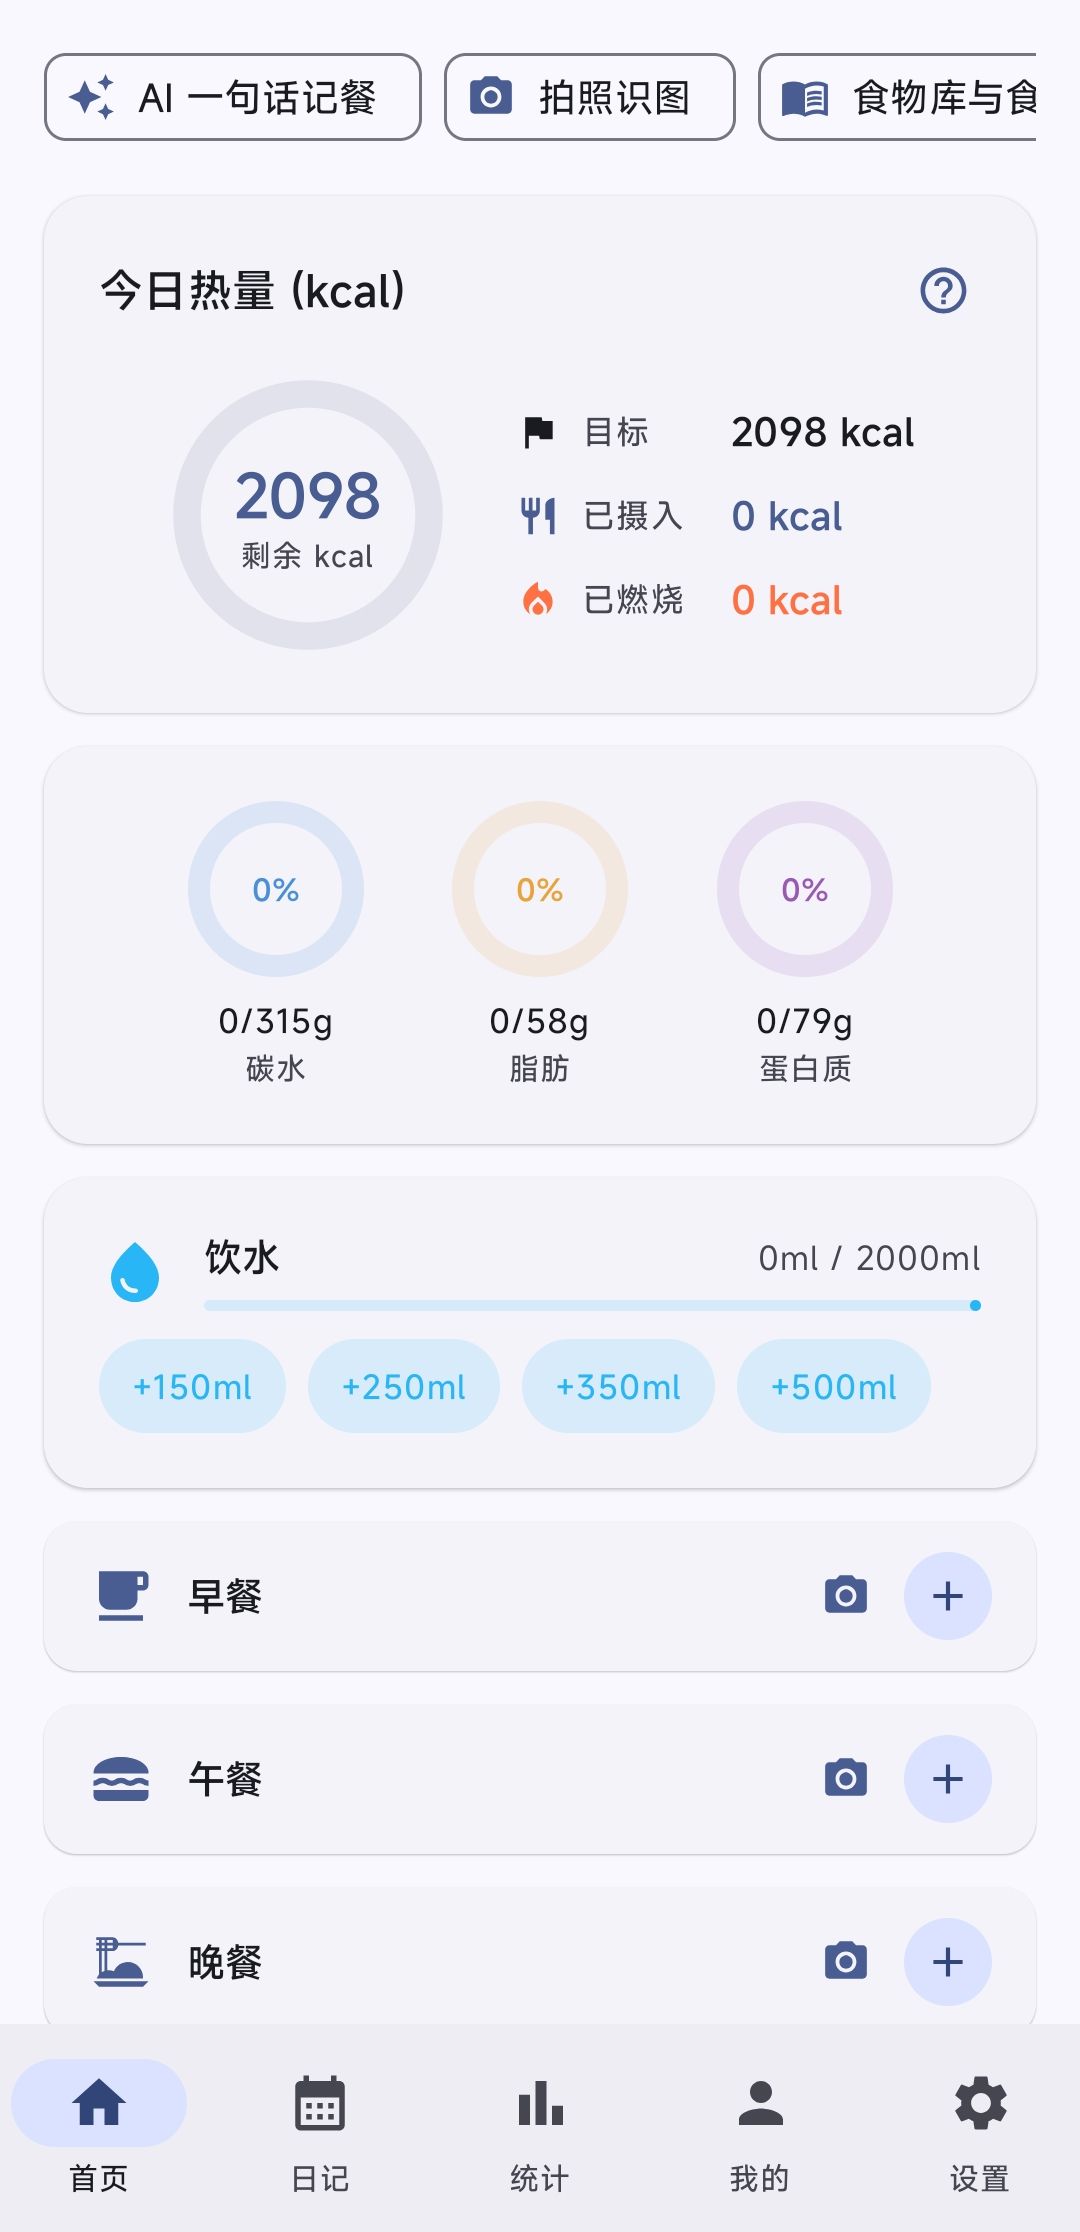 AI 一句话记餐
拍照识图
食物库与食
今日热量 (kcal)
2098
剩余 kcal
目标 2098 kcal
已摄入 0 kcal
已燃烧 0 kcal
0% 0% 0%
0/315g 0/58g 0/79g
碳水 脂肪 蛋白质
饮水 0ml / 2000ml
+150ml +250ml +350ml +500ml
早餐
午餐
晚餐
首页 日记 统计 我的 设置